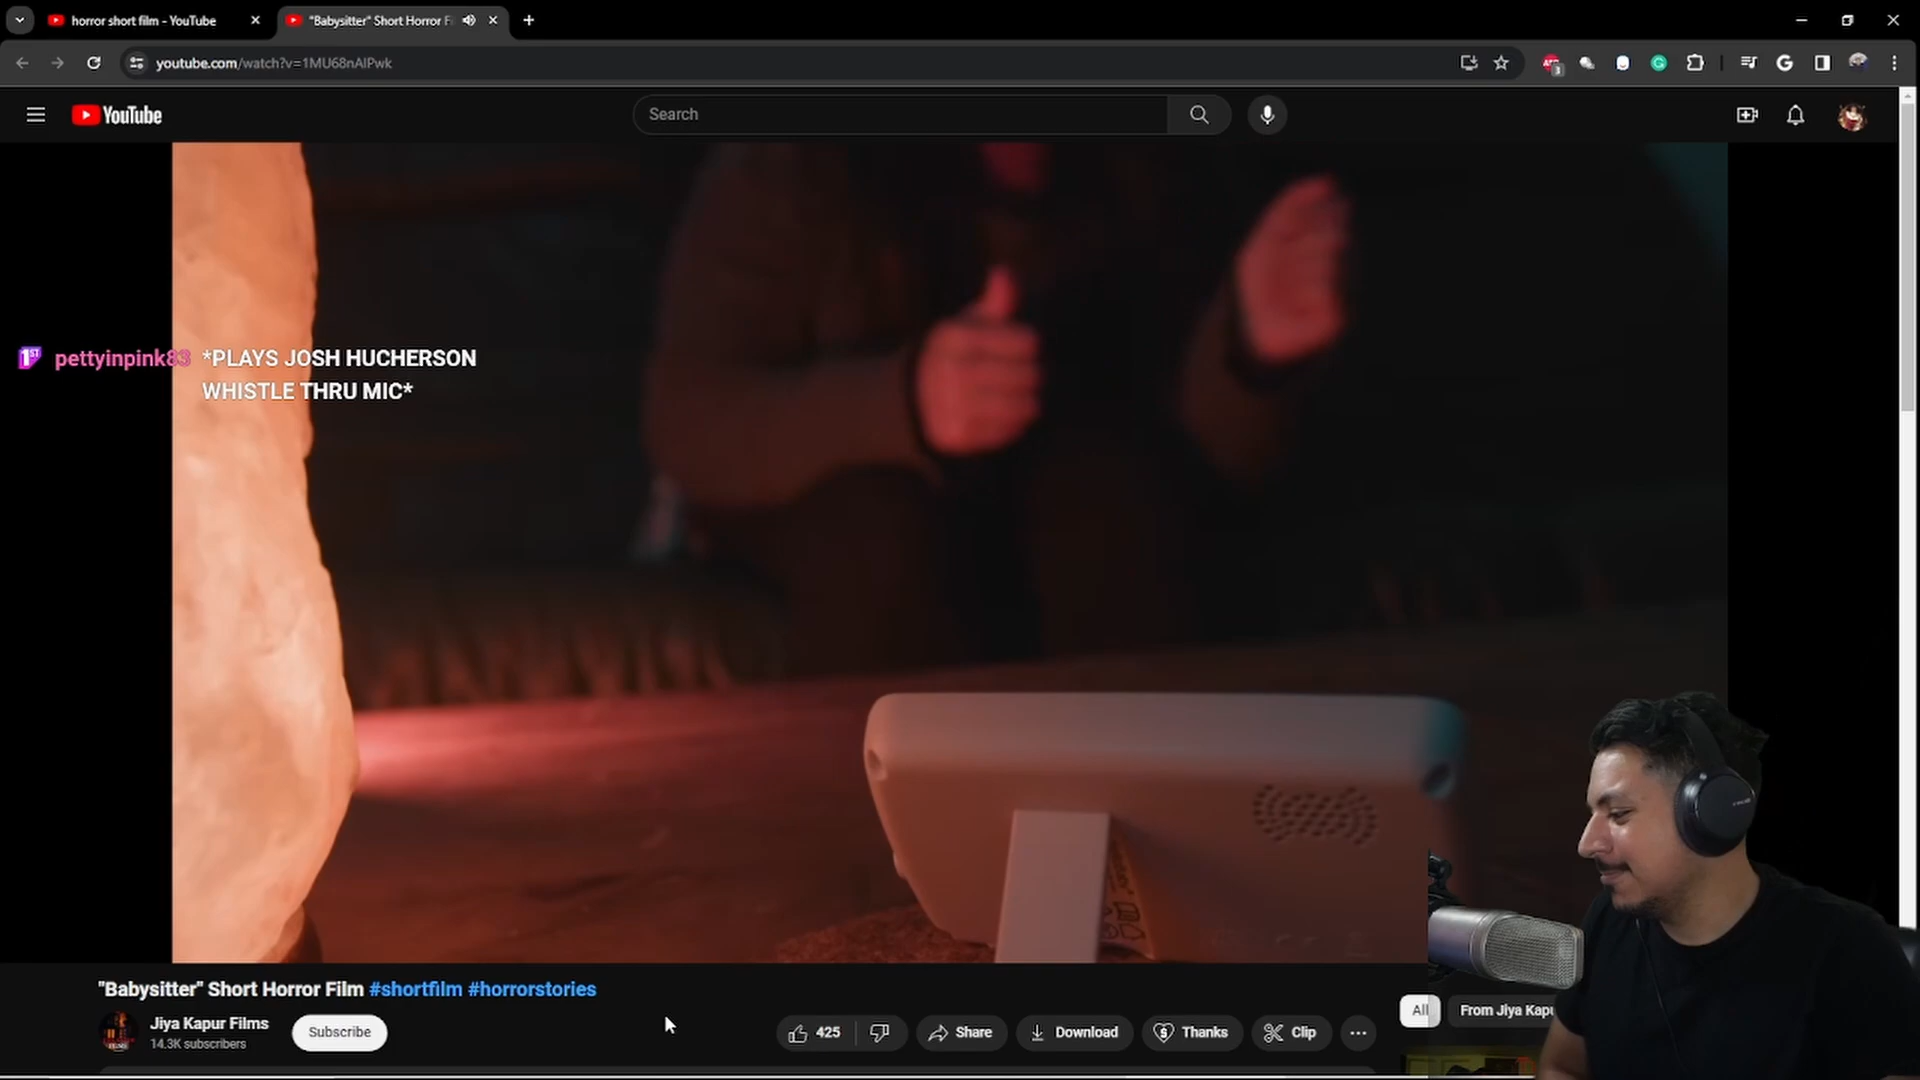 horror short film - YouTube
"Babysitter" Short Horror Fi
youtube.com/watch?v=1MU68nAlPwk
3
YouTube
Search
pettyinpink83 *PLAYS JOSH HUCHERSON
WHISTLE THRU MIC*
"Babysitter" Short Horror Film #shortfilm #horrorstories
Jiya Kapur Films
14.3K subscribers
Subscribe
425
Share
Download
Thanks
Clip
All
From Jiya Kapu